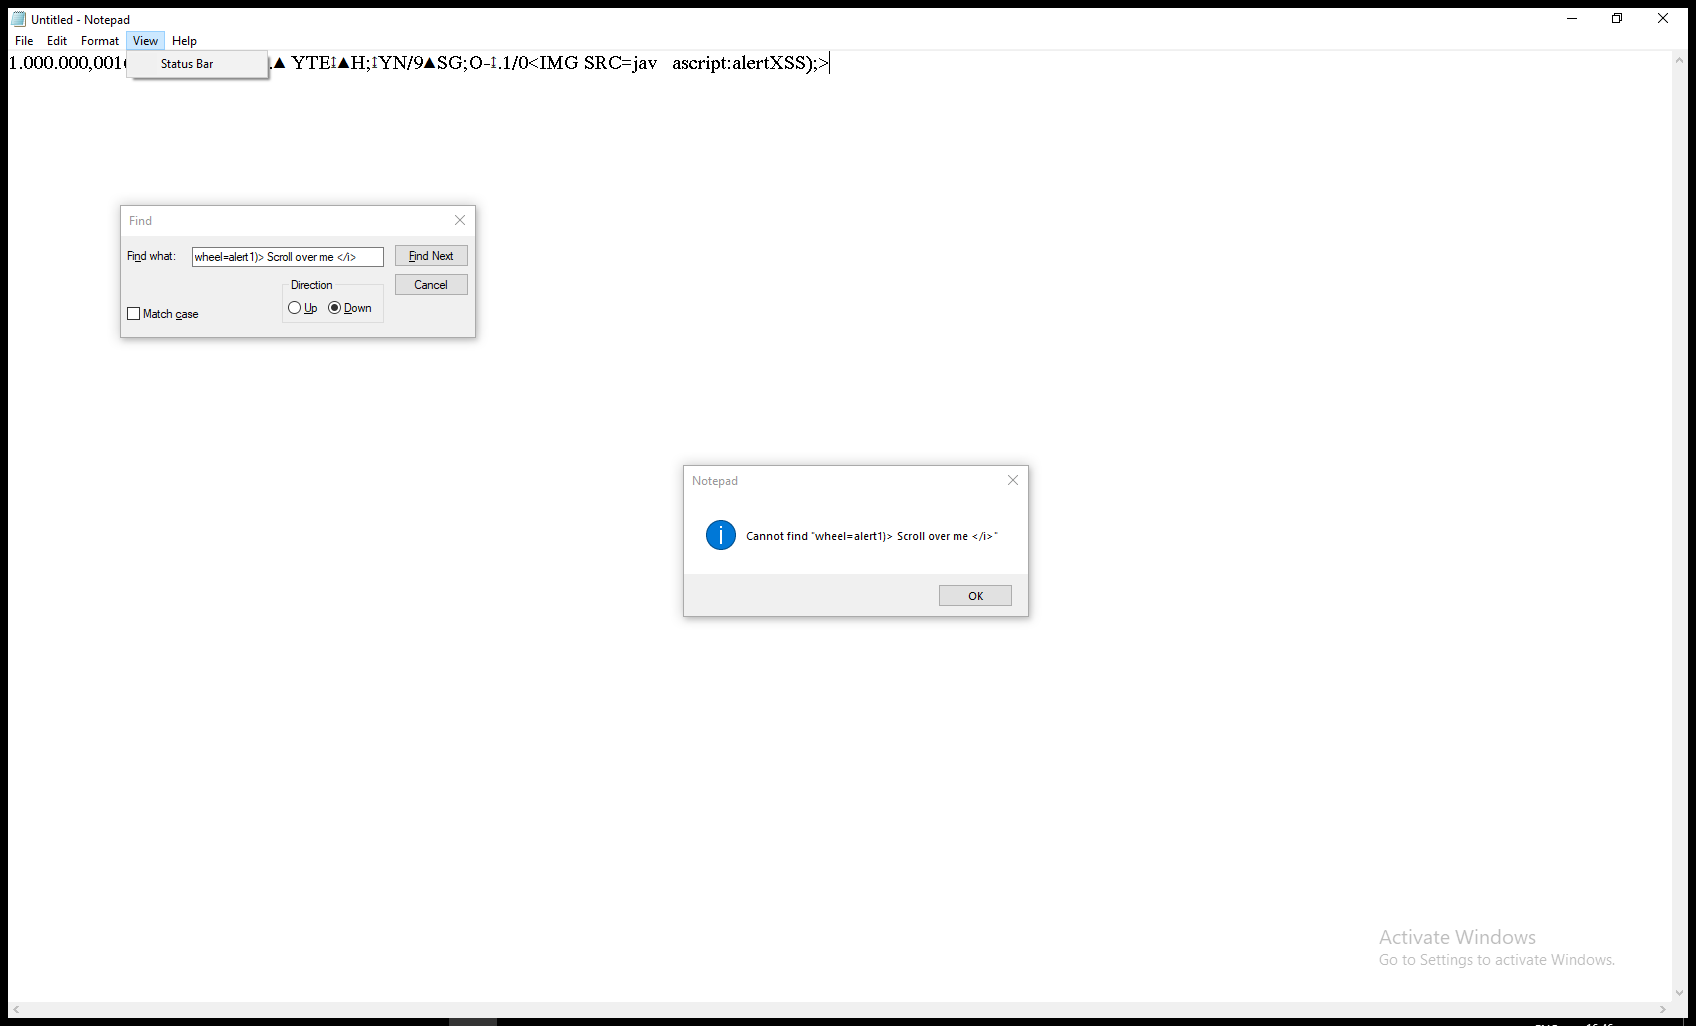 Untitled - Notepad
File Edit Format View Help
Status Bar
1.000.000,001 .▲ YTE↨▲H;↨YN/9▲SG;O-↨.1/0<IMG SRC=jav ascript:alertXSS);>
Find
Find what: wheel=alert1)> Scroll over me </i> Find Next
Direction Cancel
Up Down
Match case
Notepad
Cannot find "wheel=alert1)> Scroll over me </i>"
OK
Activate Windows
Go to Settings to activate Windows.